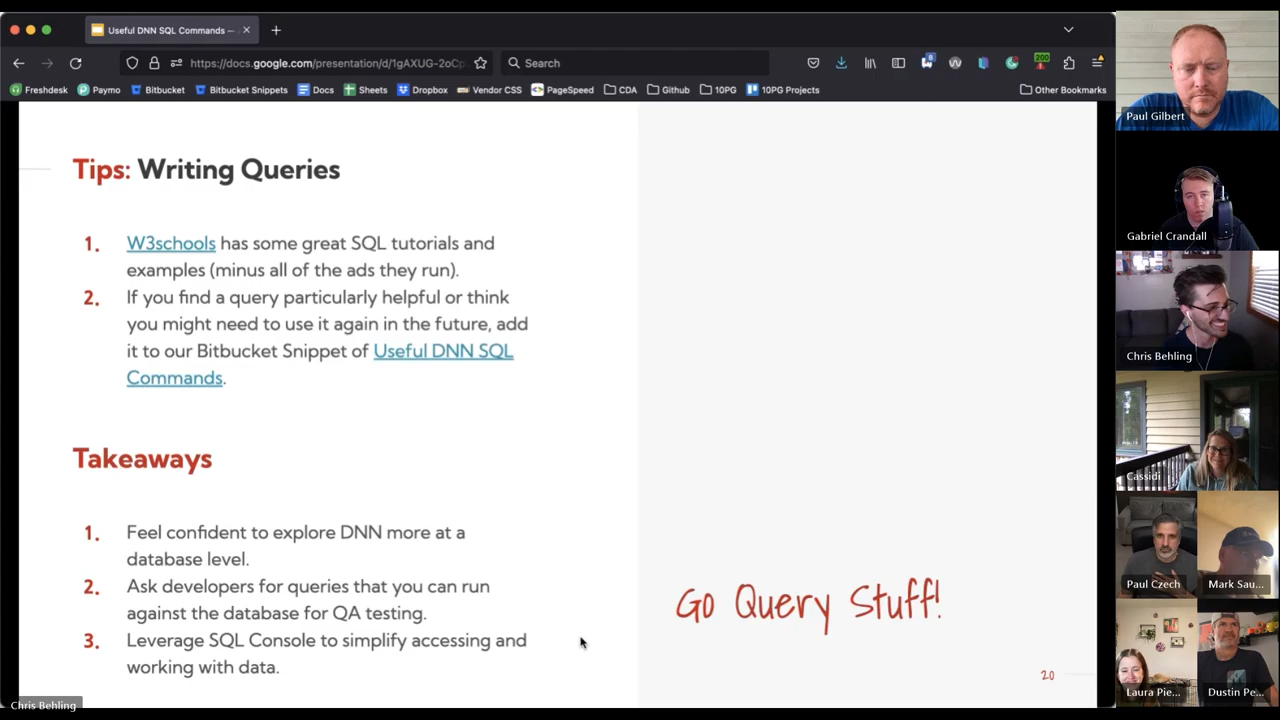 Useful DNN SQL Commands —
https://docs.google.com/presentation/d/1gAXUG-2oCp
Search
200
Freshdesk
Paymo
Bitbucket
Bitbucket Snippets
Docs
Sheets
Dropbox
Vendor CSS
PageSpeed
CDA
Github
10PG
10PG Projects
Other Bookmarks
Tips: Writing Queries
1. W3schools has some great SQL tutorials and
examples (minus all of the ads they run).
2. If you find a query particularly helpful or think
you might need to use it again in the future, add
it to our Bitbucket Snippet of Useful DNN SQL
Commands.
Takeaways
1. Feel confident to explore DNN more at a
database level.
2. Ask developers for queries that you can run
against the database for QA testing.
3. Leverage SQL Console to simplify accessing and
working with data.
Go Query Stuff!
20
Chris Behling
Paul Gilbert
Gabriel Crandall
Chris Behling
Cassidi
Paul Czech
Mark Sau...
Laura Pie...
Dustin Pe...